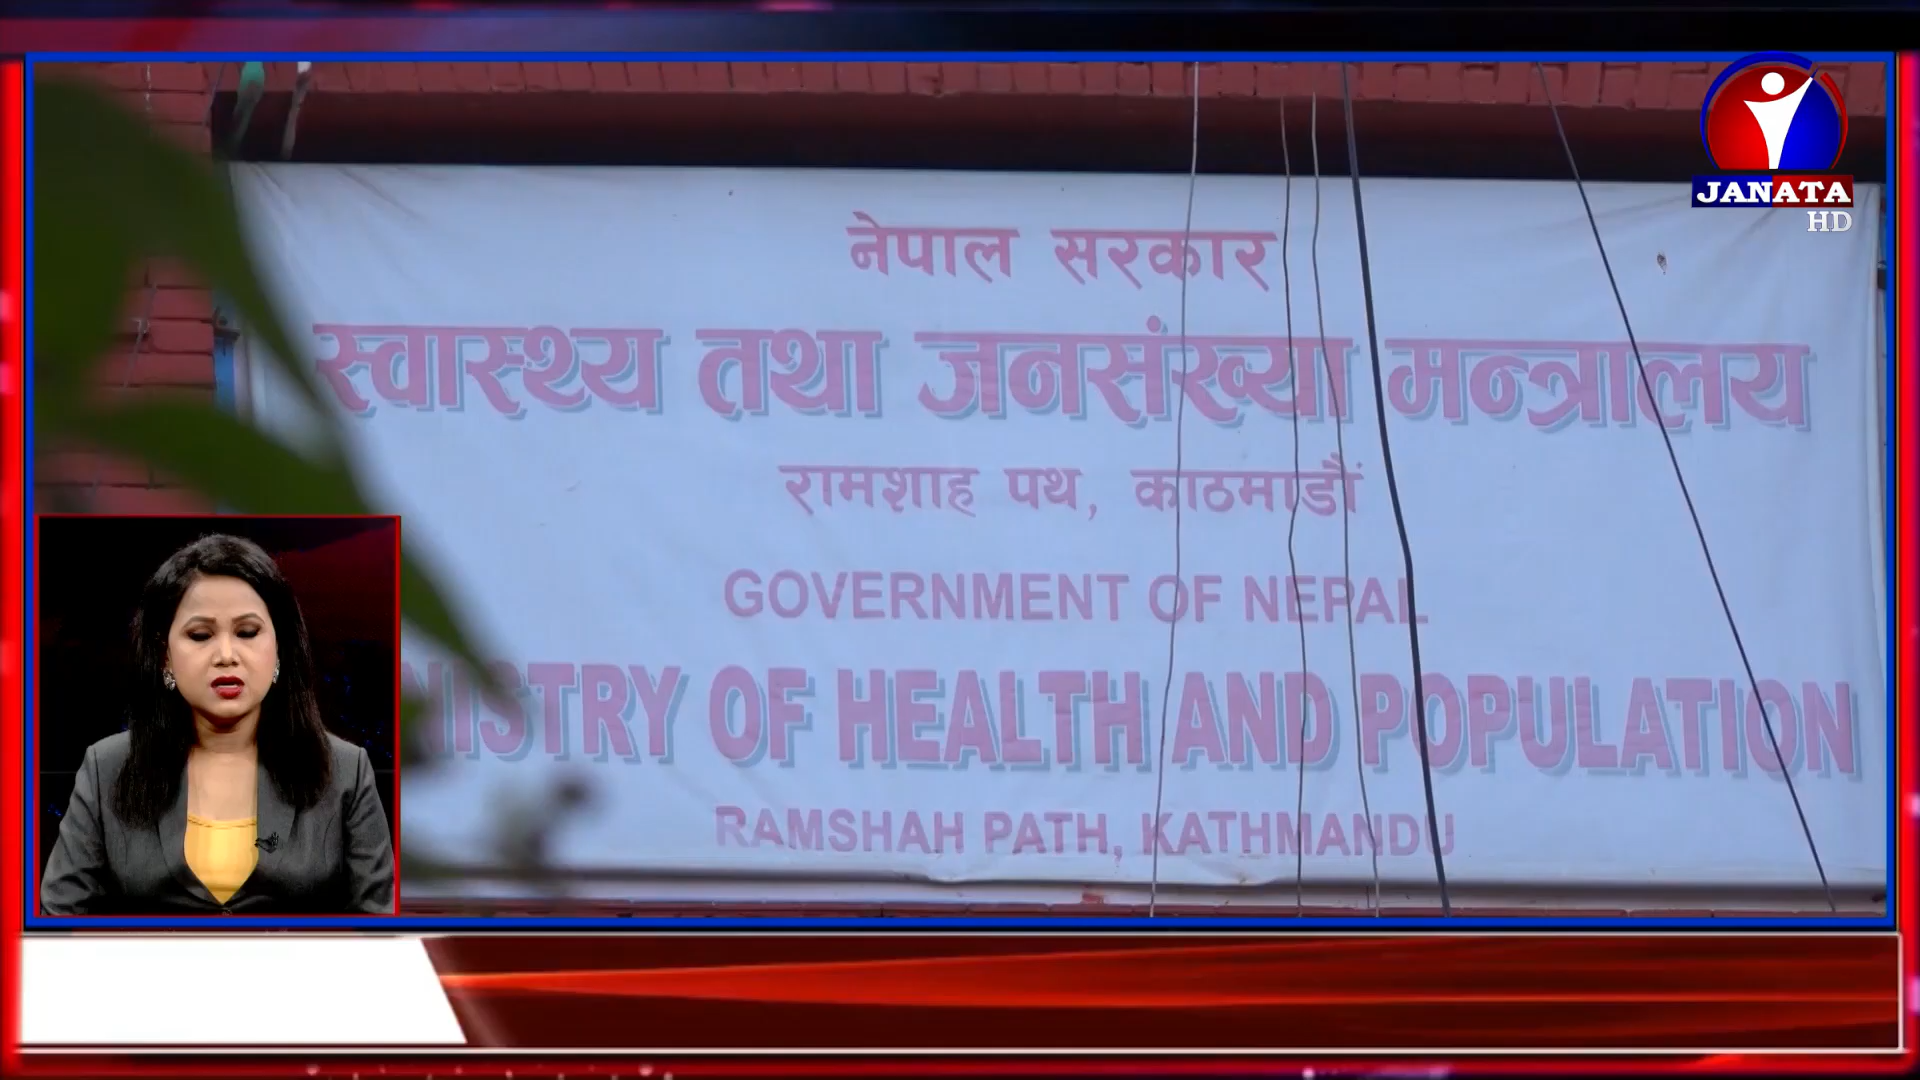 JANATA
HD
नेपाल सरकार
स्वास्थ्य तथा जनसंख्या मन्त्रालय
रामशाह पथ, काठमाडौं
GOVERNMENT OF NEPAL
OF HEALTH AND POPULATION
RAMSHAH PATH, KATHMANDU